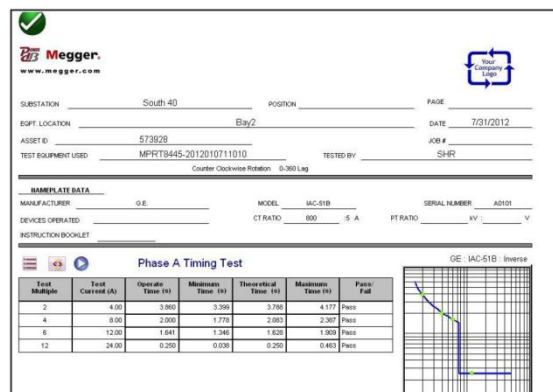 Megger.
www.megger.com
Your Company Logo
SUBSTATION South 40 POSITION PAGE
EQPT. LOCATION Bay2 DATE 7/31/2012
ASSET ID 573928 JOB #
TEST EQUIPMENT USED MPRT8445-2012010711010 TESTED BY SHR
Counter Clockwise Rotation 0-360 Lag
NAMEPLATE DATA
MANUFACTURER G.E. MODEL IAC-51B SERIAL NUMBER A0101
DEVICES OPERATED CT RATIO 800 :5 A PT RATIO kV : V
INSTRUCTION BOOKLET
Phase A Timing Test
GE : IAC-51B : Inverse
Test Multiple Test Current (A) Operate Time (s) Minimum Time (s) Theoretical Time (s) Maximum Time (s) Pass/ Fail
2 4.00 3.860 3.399 3.788 4.177 Pass
4 8.00 2.000 1.778 2.083 2.387 Pass
6 12.00 1.641 1.346 1.628 1.909 Pass
12 24.00 0.250 0.038 0.250 0.463 Pass